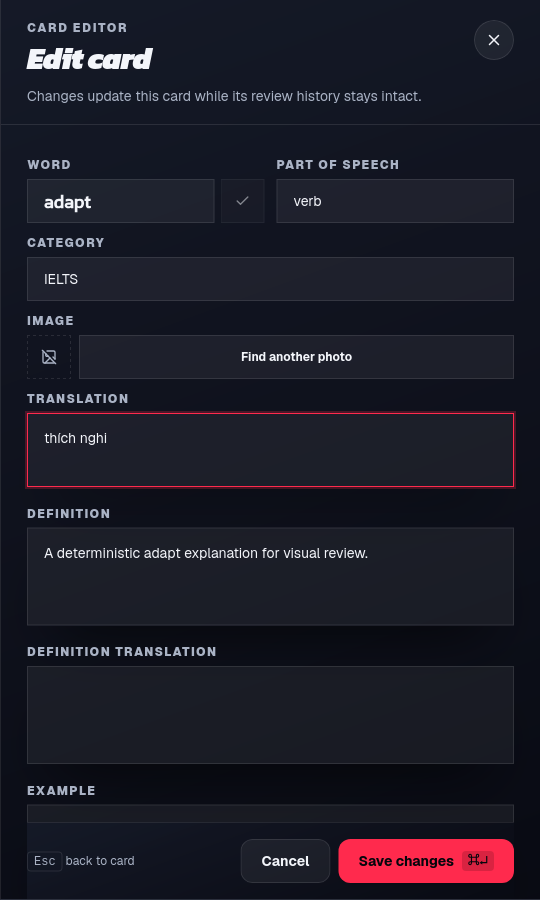 CARD EDITOR
Edit card
Changes update this card while its review history stays intact.
WORD
PART OF SPEECH
adapt
verb
CATEGORY
IELTS
IMAGE
Find another photo
TRANSLATION
thích nghi
DEFINITION
A deterministic adapt explanation for visual review.
DEFINITION TRANSLATION
EXAMPLE
Esc back to card
Cancel
Save changes ⌘↵